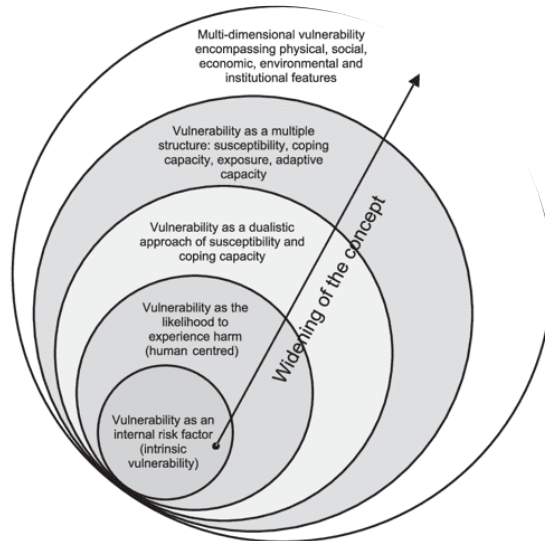 Multi-dimensional vulnerability
encompassing physical, social,
economic, environmental and
institutional features
Vulnerability as a multiple
structure: susceptibility, coping
capacity, exposure, adaptive
capacity
Vulnerability as a dualistic
approach of susceptibility and
coping capacity
Vulnerability as the
likelihood to
experience harm
(human centred)
Vulnerability as an
internal risk factor
(intrinsic
vulnerability)
Widening of the concept